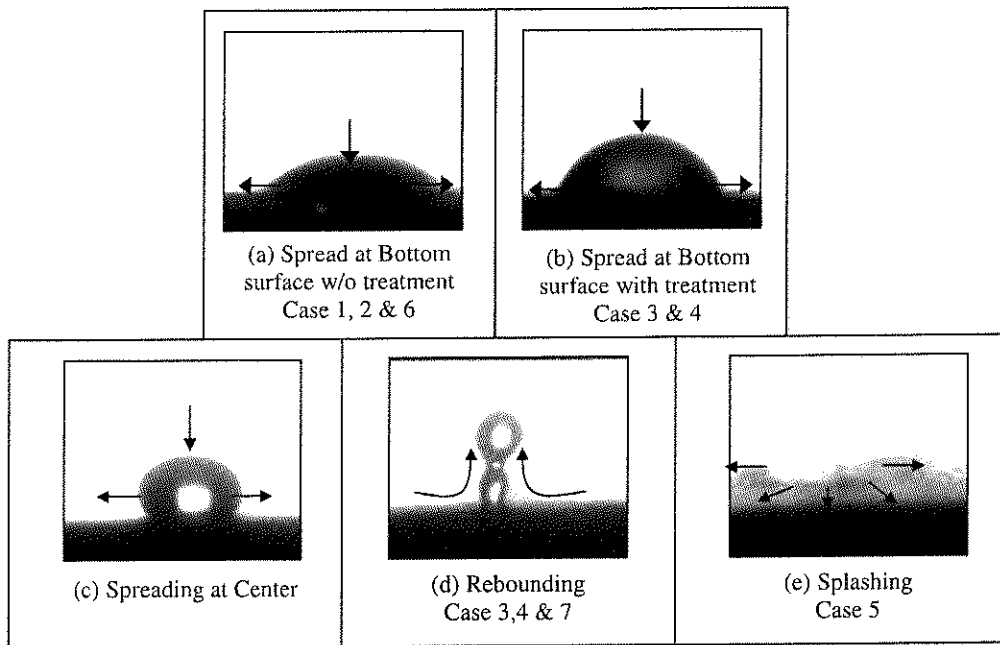 (a) Spread at Bottom
surface w/o treatment
Case 1, 2 & 6
(b) Spread at Bottom
surface with treatment
Case 3 & 4
(c) Spreading at Center
(d) Rebounding
Case 3,4 & 7
(e) Splashing
Case 5